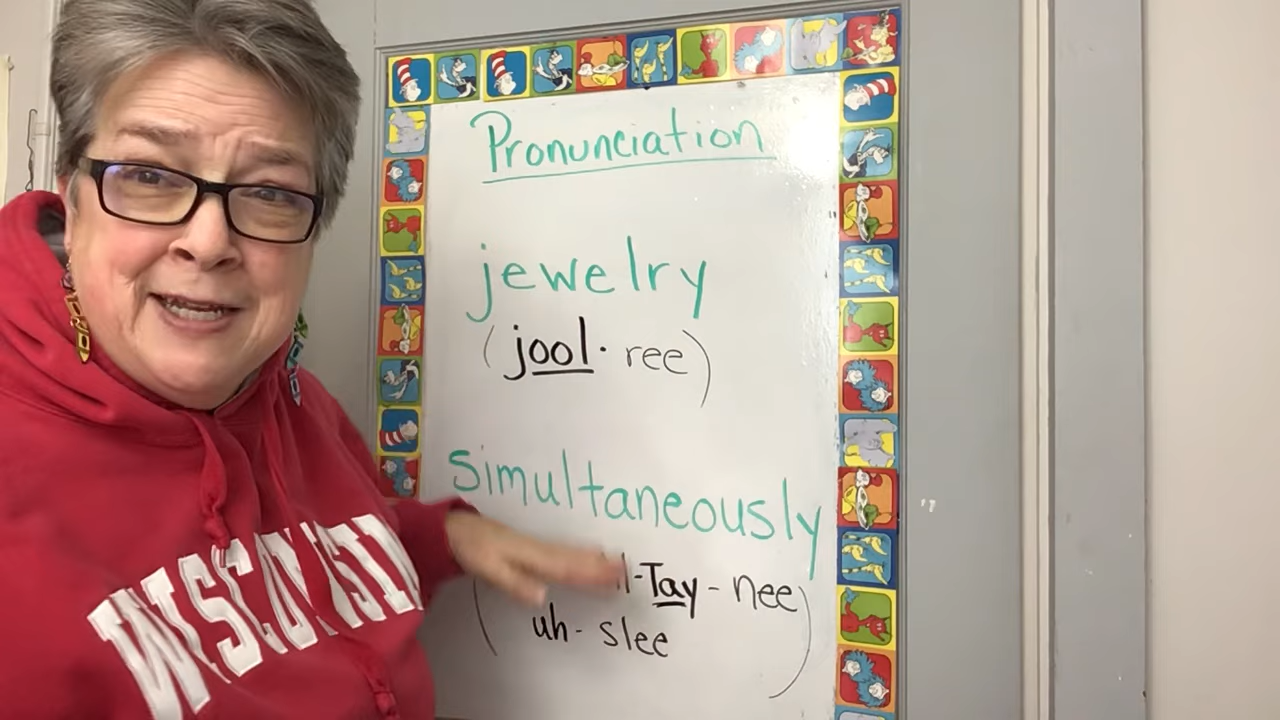 Pronunciation
jewelry
(jool · ree)
simultaneously
( -Tay - nee
uh - slee )
WISCONSIN